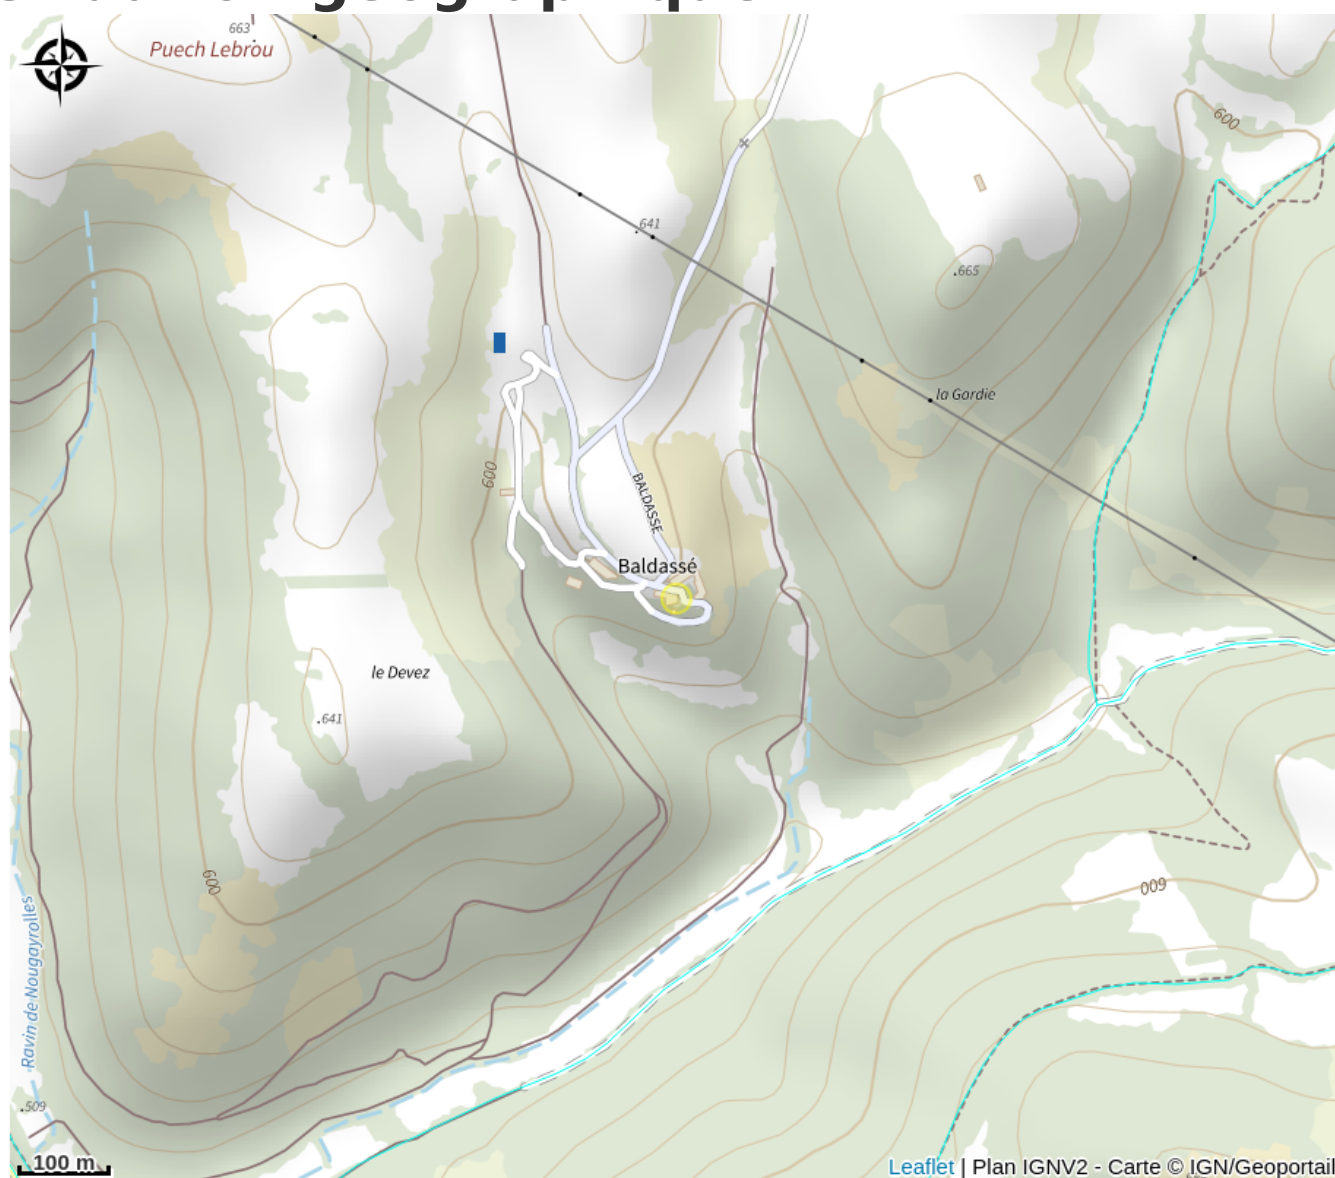 663
Puech Lebrou
600
641
665
la Gardie
600
BALDASSE
Baldassé
le Devez
641
600
600
Ravin de Nougayrolles
509
100 m
Leaflet | Plan IGNV2 - Carte © IGN/Geoportail